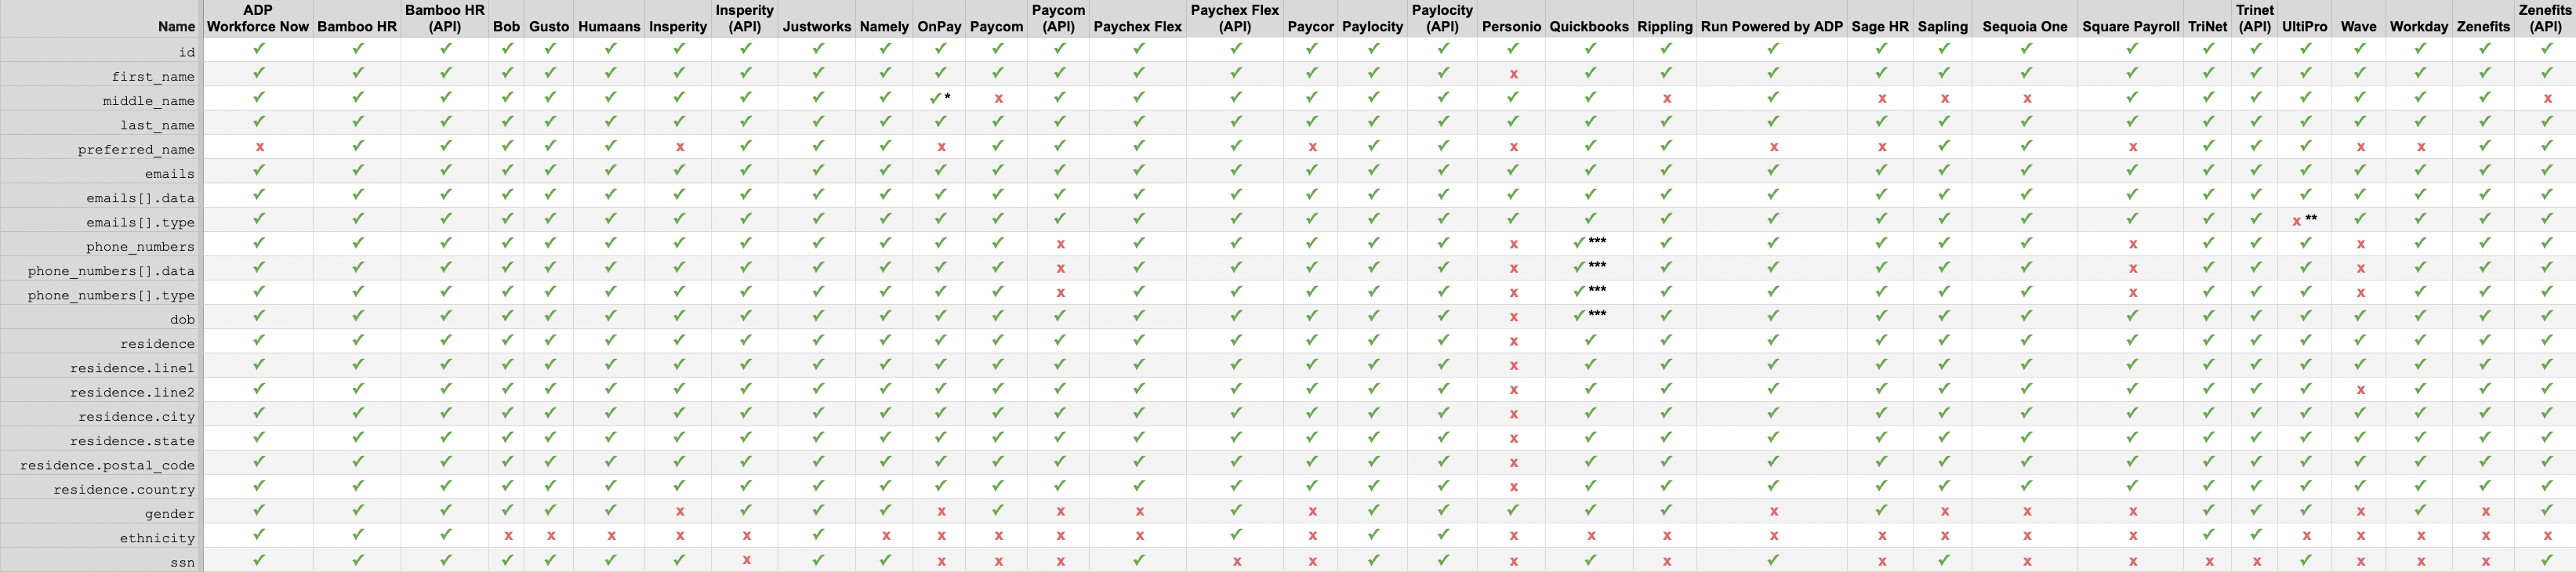 Name ADP Workforce Now Bamboo HR Bamboo HR (API) Bob Gusto Humaans Insperity Insperity (API) Justworks Namely OnPay Paycom Paycom (API) Paychex Flex Paychex Flex (API) Paycor Paylocity Paylocity (API) Personio Quickbooks Rippling Run Powered by ADP Sage HR Sapling Sequoia One Square Payroll TriNet Trinet (API) UltiPro Wave Workday Zenefits Zenefits (API)
id ✓ ✓ ✓ ✓ ✓ ✓ ✓ ✓ ✓ ✓ ✓ ✓ ✓ ✓ ✓ ✓ ✓ ✓ ✓ ✓ ✓ ✓ ✓ ✓ ✓ ✓ ✓ ✓ ✓ ✓ ✓ ✓ ✓
first_name ✓ ✓ ✓ ✓ ✓ ✓ ✓ ✓ ✓ ✓ ✓ ✓ ✓ ✓ ✓ ✓ ✓ ✓ x ✓ ✓ ✓ ✓ ✓ ✓ ✓ ✓ ✓ ✓ ✓ ✓ ✓ ✓
middle_name ✓ ✓ ✓ ✓ ✓ ✓ ✓ ✓ ✓ ✓ ✓* x ✓ ✓ ✓ ✓ ✓ ✓ ✓ ✓ x ✓ x x x ✓ ✓ ✓ ✓ ✓ ✓ ✓ x
last_name ✓ ✓ ✓ ✓ ✓ ✓ ✓ ✓ ✓ ✓ ✓ ✓ ✓ ✓ ✓ ✓ ✓ ✓ ✓ ✓ ✓ ✓ ✓ ✓ ✓ ✓ ✓ ✓ ✓ ✓ ✓ ✓ ✓
preferred_name x ✓ ✓ ✓ ✓ ✓ x ✓ ✓ ✓ x ✓ ✓ ✓ ✓ x ✓ ✓ x ✓ ✓ x x ✓ ✓ x ✓ ✓ ✓ x x ✓ ✓
emails ✓ ✓ ✓ ✓ ✓ ✓ ✓ ✓ ✓ ✓ ✓ ✓ ✓ ✓ ✓ ✓ ✓ ✓ ✓ ✓ ✓ ✓ ✓ ✓ ✓ ✓ ✓ ✓ ✓ ✓ ✓ ✓ ✓
emails[].data ✓ ✓ ✓ ✓ ✓ ✓ ✓ ✓ ✓ ✓ ✓ ✓ ✓ ✓ ✓ ✓ ✓ ✓ ✓ ✓ ✓ ✓ ✓ ✓ ✓ ✓ ✓ ✓ ✓ ✓ ✓ ✓ ✓
emails[].type ✓ ✓ ✓ ✓ ✓ ✓ ✓ ✓ ✓ ✓ ✓ ✓ ✓ ✓ ✓ ✓ ✓ ✓ ✓ ✓ ✓ ✓ ✓ ✓ ✓ ✓ ✓ ✓ x** ✓ ✓ ✓ ✓
phone_numbers ✓ ✓ ✓ ✓ ✓ ✓ ✓ ✓ ✓ ✓ ✓ ✓ x ✓ ✓ ✓ ✓ ✓ x ✓*** ✓ ✓ ✓ ✓ ✓ x ✓ ✓ ✓ x ✓ ✓ ✓
phone_numbers[].data ✓ ✓ ✓ ✓ ✓ ✓ ✓ ✓ ✓ ✓ ✓ ✓ x ✓ ✓ ✓ ✓ ✓ x ✓*** ✓ ✓ ✓ ✓ ✓ x ✓ ✓ ✓ x ✓ ✓ ✓
phone_numbers[].type ✓ ✓ ✓ ✓ ✓ ✓ ✓ ✓ ✓ ✓ ✓ ✓ x ✓ ✓ ✓ ✓ ✓ x ✓*** ✓ ✓ ✓ ✓ ✓ x ✓ ✓ ✓ x ✓ ✓ ✓
dob ✓ ✓ ✓ ✓ ✓ ✓ ✓ ✓ ✓ ✓ ✓ ✓ ✓ ✓ ✓ ✓ ✓ ✓ x ✓*** ✓ ✓ ✓ ✓ ✓ ✓ ✓ ✓ ✓ ✓ ✓ ✓ ✓
residence ✓ ✓ ✓ ✓ ✓ ✓ ✓ ✓ ✓ ✓ ✓ ✓ ✓ ✓ ✓ ✓ ✓ ✓ x ✓ ✓ ✓ ✓ ✓ ✓ ✓ ✓ ✓ ✓ ✓ ✓ ✓ ✓
residence.line1 ✓ ✓ ✓ ✓ ✓ ✓ ✓ ✓ ✓ ✓ ✓ ✓ ✓ ✓ ✓ ✓ ✓ ✓ x ✓ ✓ ✓ ✓ ✓ ✓ ✓ ✓ ✓ ✓ ✓ ✓ ✓ ✓
residence.line2 ✓ ✓ ✓ ✓ ✓ ✓ ✓ ✓ ✓ ✓ ✓ ✓ ✓ ✓ ✓ ✓ ✓ ✓ x ✓ ✓ ✓ ✓ ✓ ✓ ✓ ✓ ✓ ✓ x ✓ ✓ ✓
residence.city ✓ ✓ ✓ ✓ ✓ ✓ ✓ ✓ ✓ ✓ ✓ ✓ ✓ ✓ ✓ ✓ ✓ ✓ x ✓ ✓ ✓ ✓ ✓ ✓ ✓ ✓ ✓ ✓ ✓ ✓ ✓ ✓
residence.state ✓ ✓ ✓ ✓ ✓ ✓ ✓ ✓ ✓ ✓ ✓ ✓ ✓ ✓ ✓ ✓ ✓ ✓ x ✓ ✓ ✓ ✓ ✓ ✓ ✓ ✓ ✓ ✓ ✓ ✓ ✓ ✓
residence.postal_code ✓ ✓ ✓ ✓ ✓ ✓ ✓ ✓ ✓ ✓ ✓ ✓ ✓ ✓ ✓ ✓ ✓ ✓ x ✓ ✓ ✓ ✓ ✓ ✓ ✓ ✓ ✓ ✓ ✓ ✓ ✓ ✓
residence.country ✓ ✓ ✓ ✓ ✓ ✓ ✓ ✓ ✓ ✓ ✓ ✓ ✓ ✓ ✓ ✓ ✓ ✓ x ✓ ✓ ✓ ✓ ✓ ✓ ✓ ✓ ✓ ✓ ✓ ✓ ✓ ✓
gender ✓ ✓ ✓ ✓ ✓ ✓ x ✓ ✓ ✓ x ✓ x x ✓ x ✓ ✓ ✓ ✓ ✓ x ✓ x x x ✓ ✓ ✓ x ✓ x ✓
ethnicity ✓ ✓ ✓ x x x x x ✓ x x x x x ✓ x ✓ ✓ x x x x x x x x ✓ ✓ x x x x x
ssn ✓ ✓ ✓ ✓ ✓ ✓ ✓ x ✓ ✓ x x x ✓ x x ✓ ✓ x ✓ x ✓ x ✓ x x x x ✓ x x x ✓